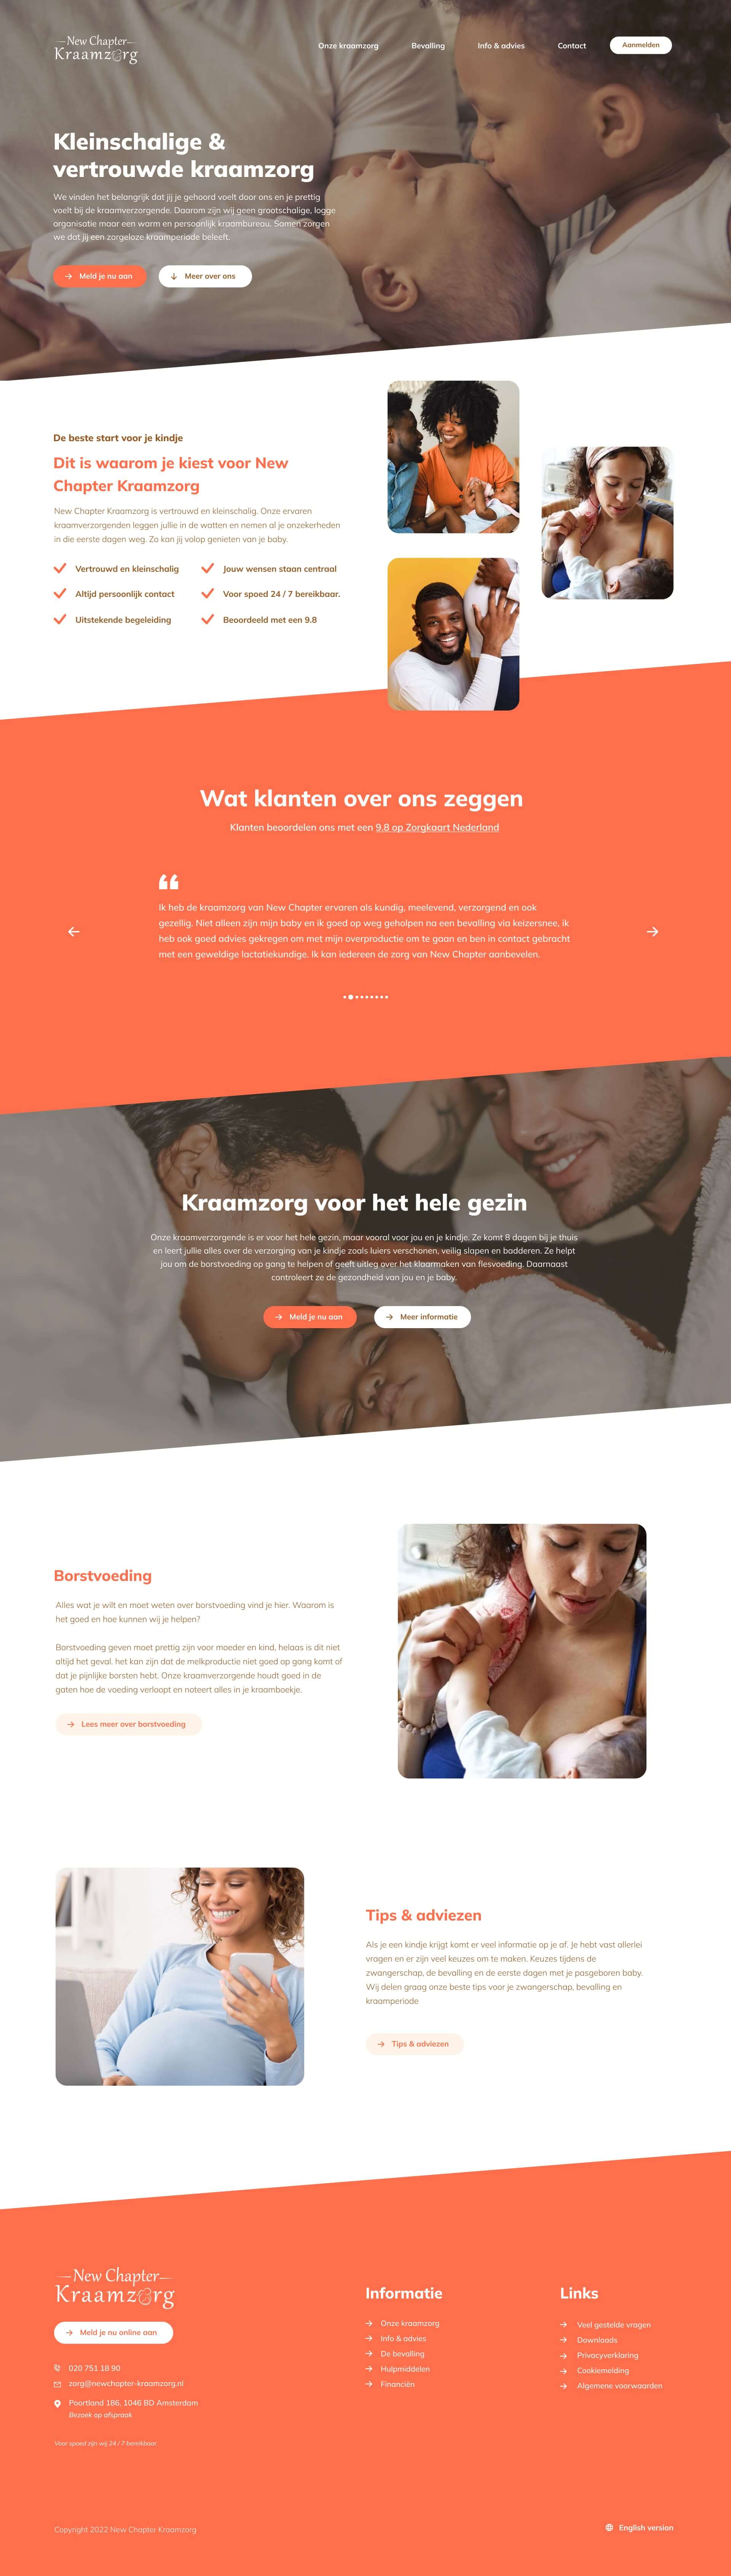 New Chapter
Kraamzorg
Onze kraamzorg
Bevalling
Info & advies
Contact
Aanmelden
Kleinschalige &
vertrouwde kraamzorg
We vinden het belangrijk dat jij je gehoord voelt door ons en je prettig
voelt bij de kraamverzorgende. Daarom zijn wij geen grootschalige, logge
organisatie maar een warm en persoonlijk kraambureau. Samen zorgen
we dat jij een zorgeloze kraamperiode beleeft.
Meld je nu aan
Meer over ons
De beste start voor je kindje
Dit is waarom je kiest voor New
Chapter Kraamzorg
New Chapter Kraamzorg is vertrouwd en kleinschalig. Onze ervaren
kraamverzorgenden leggen jullie in de watten en nemen al je onzekerheden
in die eerste dagen weg. Zo kan jij volop genieten van je baby.
Vertrouwd en kleinschalig
Jouw wensen staan centraal
Altijd persoonlijk contact
Voor spoed 24 / 7 bereikbaar.
Uitstekende begeleiding
Beoordeeld met een 9.8
Wat klanten over ons zeggen
Klanten beoordelen ons met een 9.8 op Zorgkaart Nederland
“
Ik heb de kraamzorg van New Chapter ervaren als kundig, meelevend, verzorgend en ook
gezellig. Niet alleen zijn mijn baby en ik goed op weg geholpen na een bevalling via keizersnee, ik
heb ook goed advies gekregen om met mijn overproductie om te gaan en ben in contact gebracht
met een geweldige lactatiekundige. Ik kan iedereen de zorg van New Chapter aanbevelen.
Kraamzorg voor het hele gezin
Onze kraamverzorgende is er voor het hele gezin, maar vooral voor jou en je kindje. Ze komt 8 dagen bij je thuis
en leert jullie alles over de verzorging van je kindje zoals luiers verschonen, veilig slapen en badderen. Ze helpt
jou om de borstvoeding op gang te helpen of geeft uitleg over het klaarmaken van flesvoeding. Daarnaast
controleert ze de gezondheid van jou en je baby.
Meld je nu aan
Meer informatie
Borstvoeding
Alles wat je wilt en moet weten over borstvoeding vind je hier. Waarom is
het goed en hoe kunnen wij je helpen?
Borstvoeding geven moet prettig zijn voor moeder en kind, helaas is dit niet
altijd het geval. het kan zijn dat de melkproductie niet goed op gang komt of
dat je pijnlijke borsten hebt. Onze kraamverzorgende houdt goed in de
gaten hoe de voeding verloopt en noteert alles in je kraamboekje.
Lees meer over borstvoeding
Tips & adviezen
Als je een kindje krijgt komt er veel informatie op je af. Je hebt vast allerlei
vragen en er zijn veel keuzes om te maken. Keuzes tijdens de
zwangerschap, de bevalling en de eerste dagen met je pasgeboren baby.
Wij delen graag onze beste tips voor je zwangerschap, bevalling en
kraamperiode
Tips & adviezen
New Chapter
Kraamzorg
Meld je nu online aan
020 751 18 90
zorg@newchapter-kraamzorg.nl
Poortland 186, 1046 BD Amsterdam
Bezoek op afspraak
Voor spoed zijn wij 24 / 7 bereikbaar.
Informatie
Onze kraamzorg
Info & advies
De bevalling
Hulpmiddelen
Financiën
Links
Veel gestelde vragen
Downloads
Privacyverklaring
Cookiemelding
Algemene voorwaarden
Copyright 2022 New Chapter Kraamzorg
English version